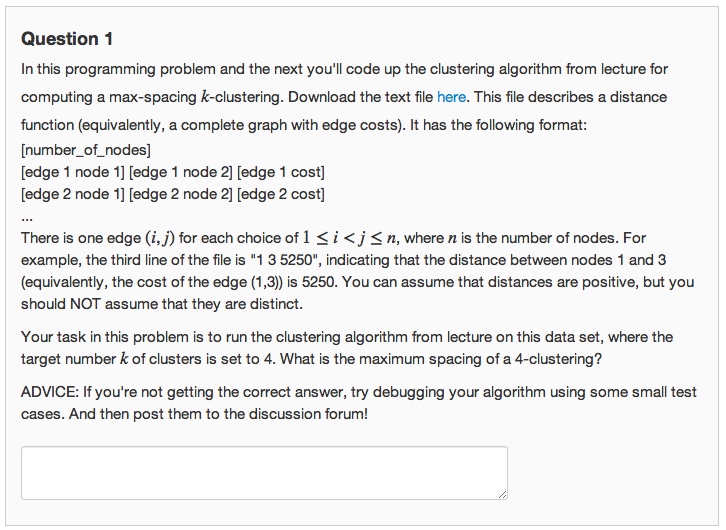 Question 1
In this programming problem and the next you'll code up the clustering algorithm from lecture for
computing a max-spacing k-clustering. Download the text file here. This file describes a distance
function (equivalently, a complete graph with edge costs). It has the following format:
[number_of_nodes]
[edge 1 node 1] [edge 1 node 2] [edge 1 cost]
[edge 2 node 1] [edge 2 node 2] [edge 2 cost]
...
There is one edge (i, j) for each choice of 1 ≤ i < j ≤ n, where n is the number of nodes. For
example, the third line of the file is "1 3 5250", indicating that the distance between nodes 1 and 3
(equivalently, the cost of the edge (1,3)) is 5250. You can assume that distances are positive, but you
should NOT assume that they are distinct.
Your task in this problem is to run the clustering algorithm from lecture on this data set, where the
target number k of clusters is set to 4. What is the maximum spacing of a 4-clustering?
ADVICE: If you're not getting the correct answer, try debugging your algorithm using some small test
cases. And then post them to the discussion forum!